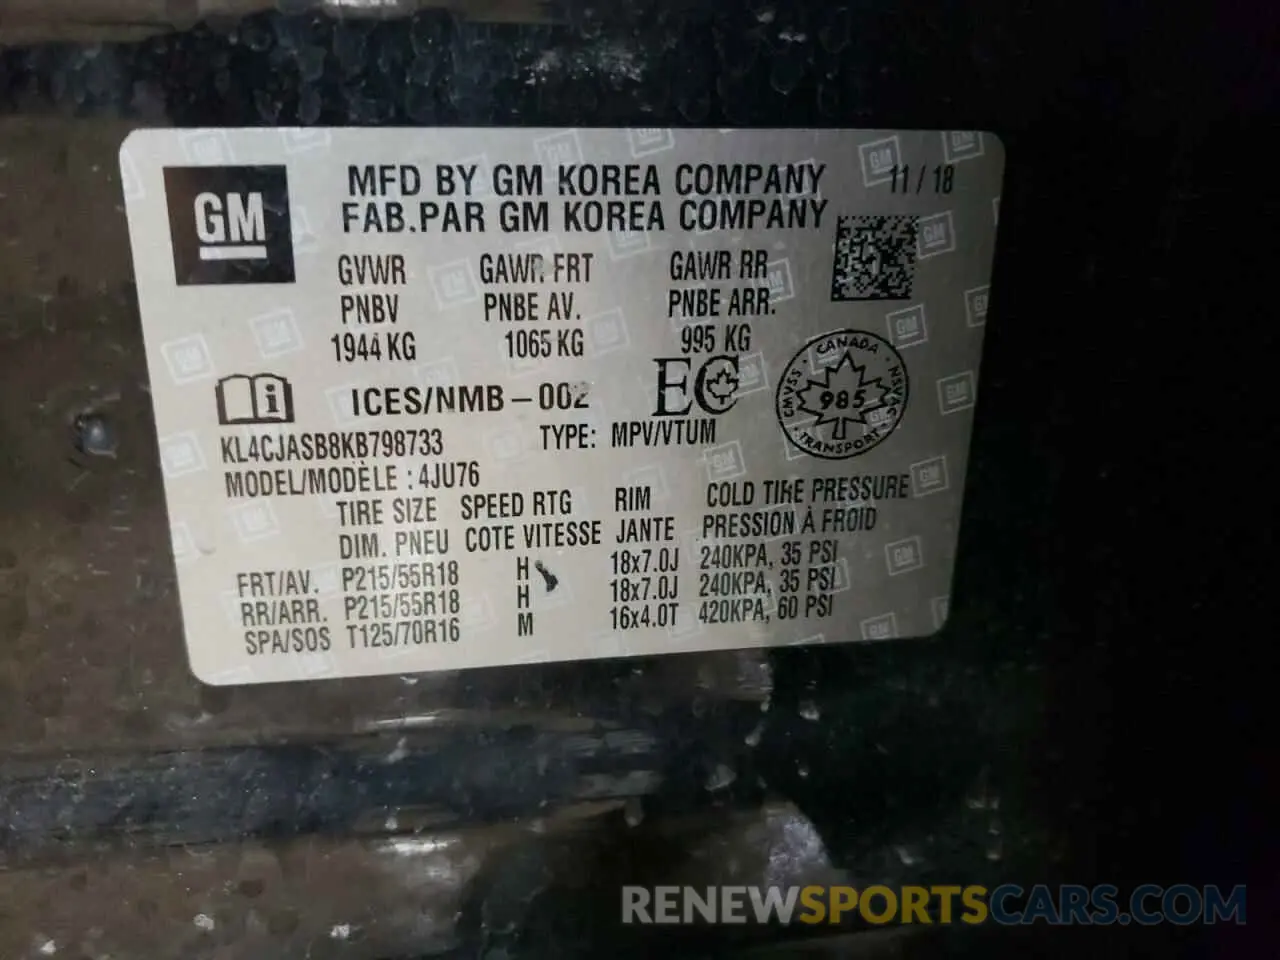 GM
MFD BY GM KOREA COMPANY 11 / 18
FAB.PAR GM KOREA COMPANY
GVWR GAWR FRT GAWR RR
PNBV PNBE AV. PNBE ARR.
1944 KG 1065 KG 995 KG
ICES/NMB-002 EC
CANADA
CMVSS · NSVAC
985
TRANSPORT
KL4CJASB8KB798733 TYPE: MPV/VTUM
MODEL/MODÈLE : 4JU76
TIRE SIZE SPEED RTG RIM COLD TIRE PRESSURE
DIM. PNEU COTE VITESSE JANTE PRESSION À FROID
FRT/AV. P215/55R18 H 18x7.0J 240KPA, 35 PSI
RR/ARR. P215/55R18 H 18x7.0J 240KPA, 35 PSI
SPA/SOS T125/70R16 M 16x4.0T 420KPA, 60 PSI
RENEWSPORTSCARS.COM